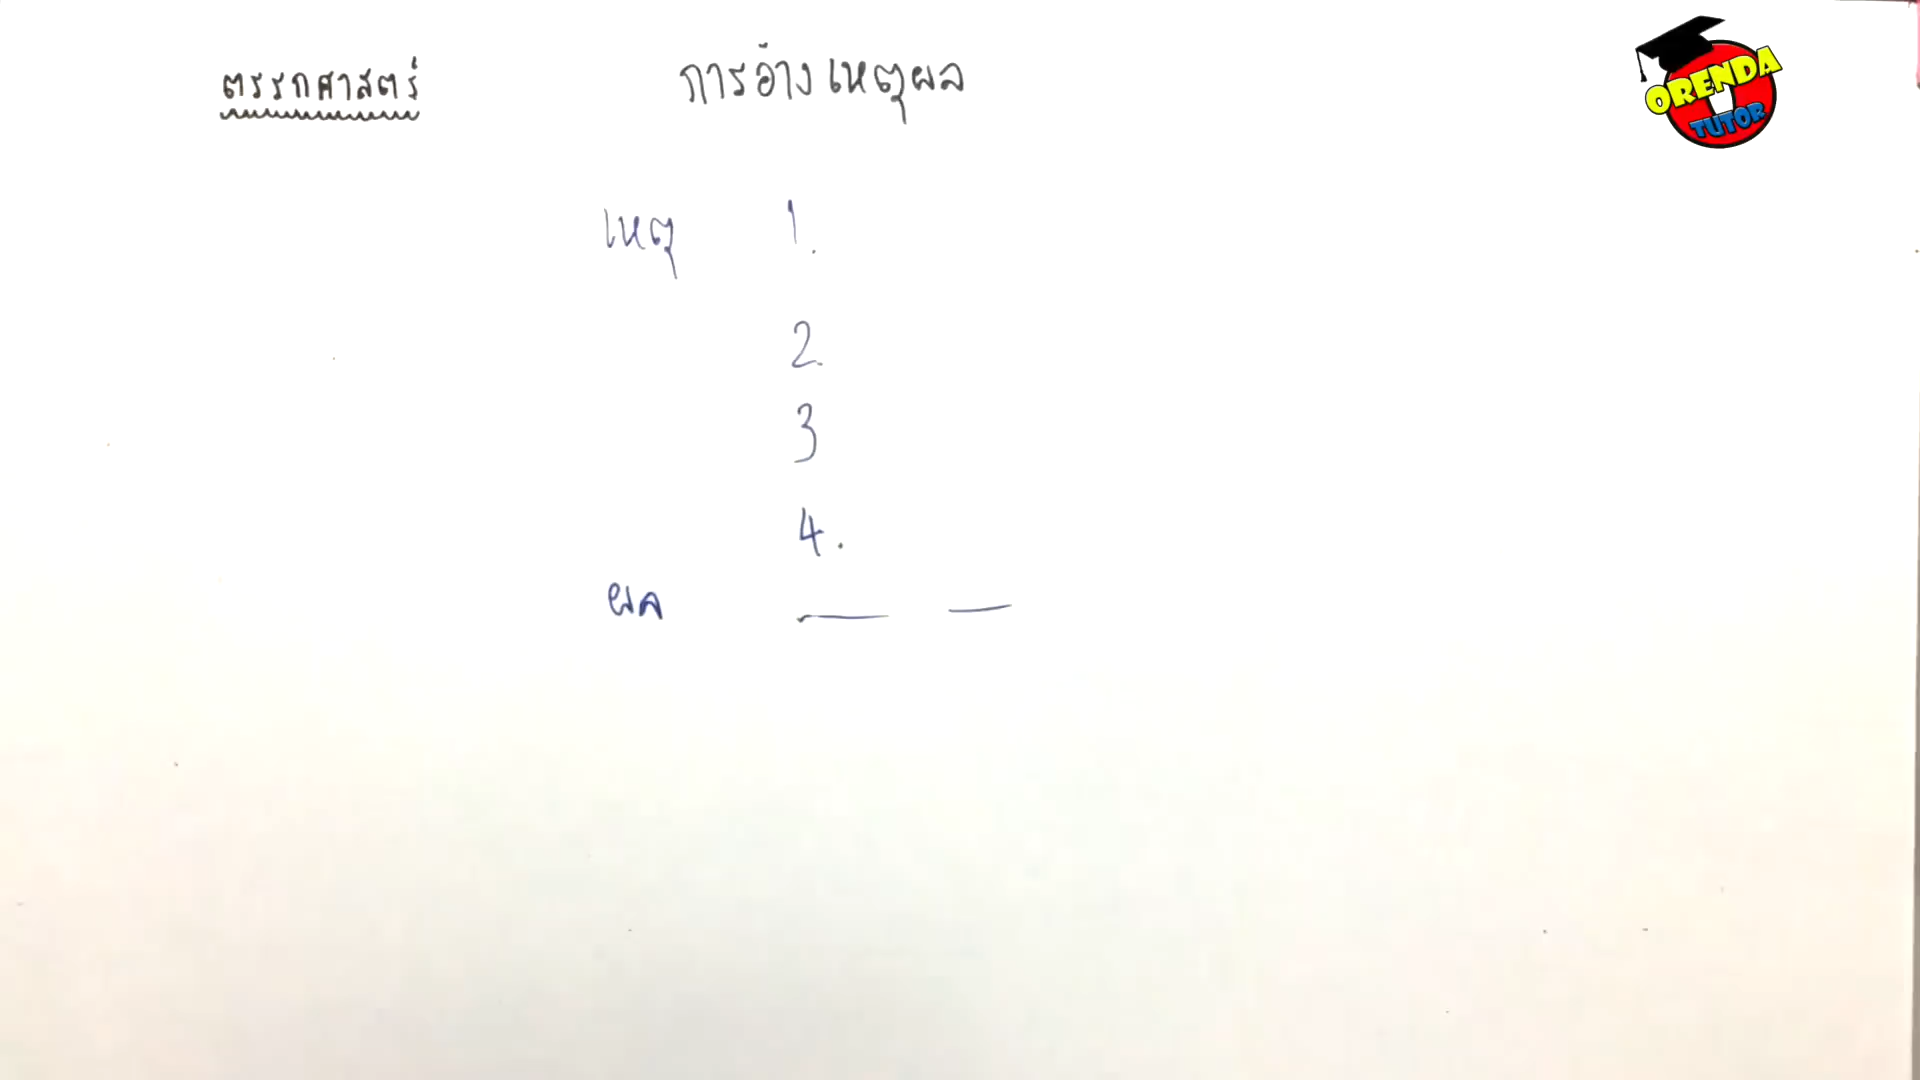 ตรรกศาสตร์
การอ้างเหตุผล
ORENDA
TUTOR
เหตุ 1.
2.
3
4.
ผล